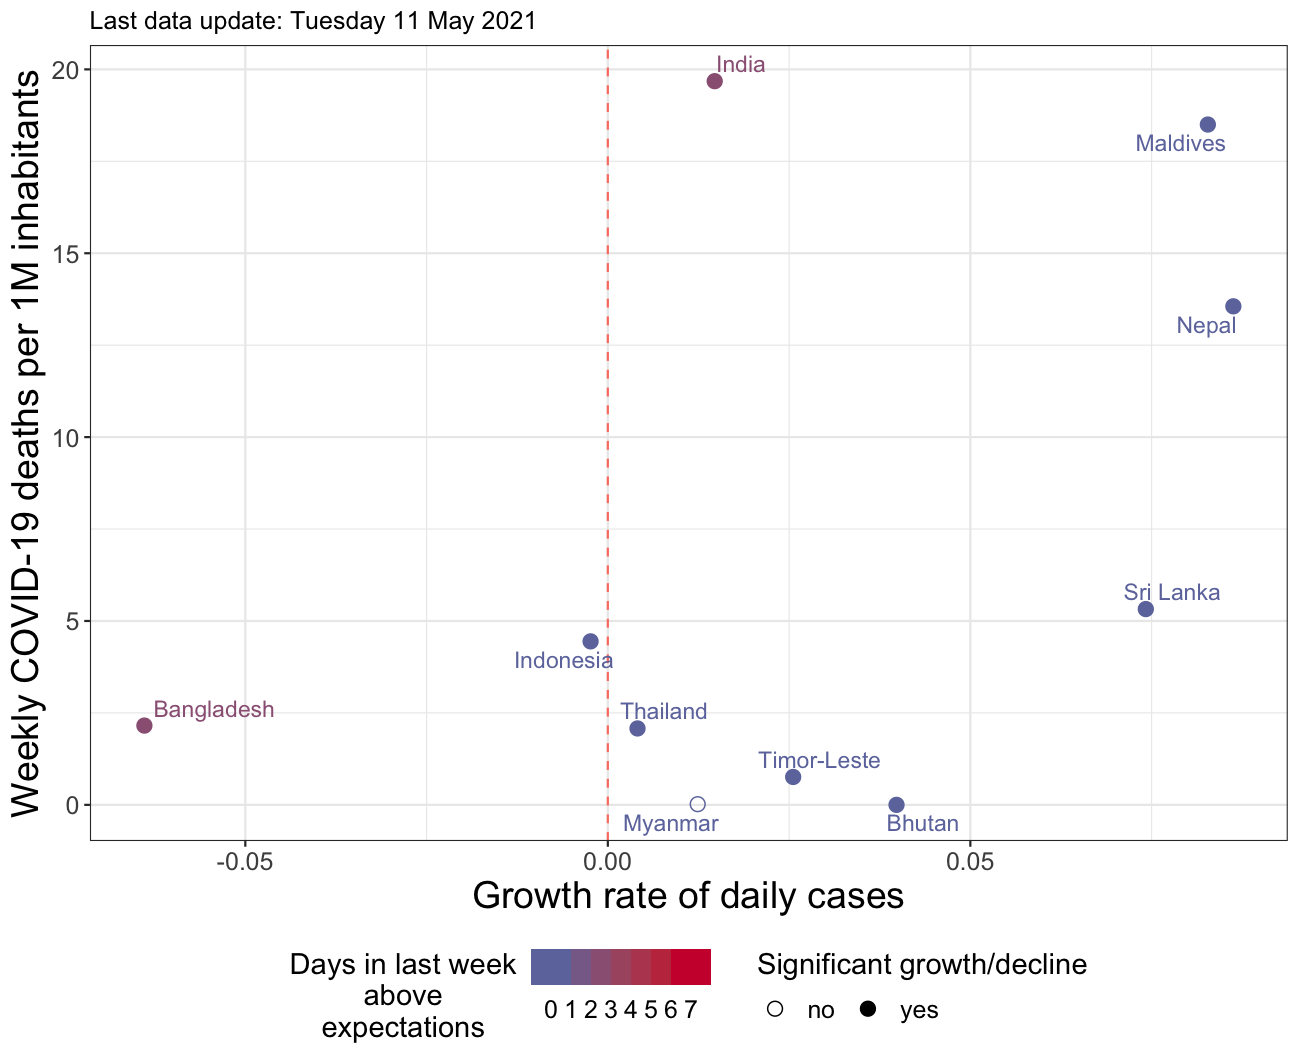 Last data update: Tuesday 11 May 2021
Weekly COVID-19 deaths per 1M inhabitants
20
15
10
5
0
India
Maldives
Nepal
Sri Lanka
Indonesia
Bangladesh
Thailand
Timor-Leste
Myanmar
Bhutan
-0.05
0.00
0.05
Growth rate of daily cases
Days in last week
above
expectations
0 1 2 3 4 5 6 7
Significant growth/decline
no
yes